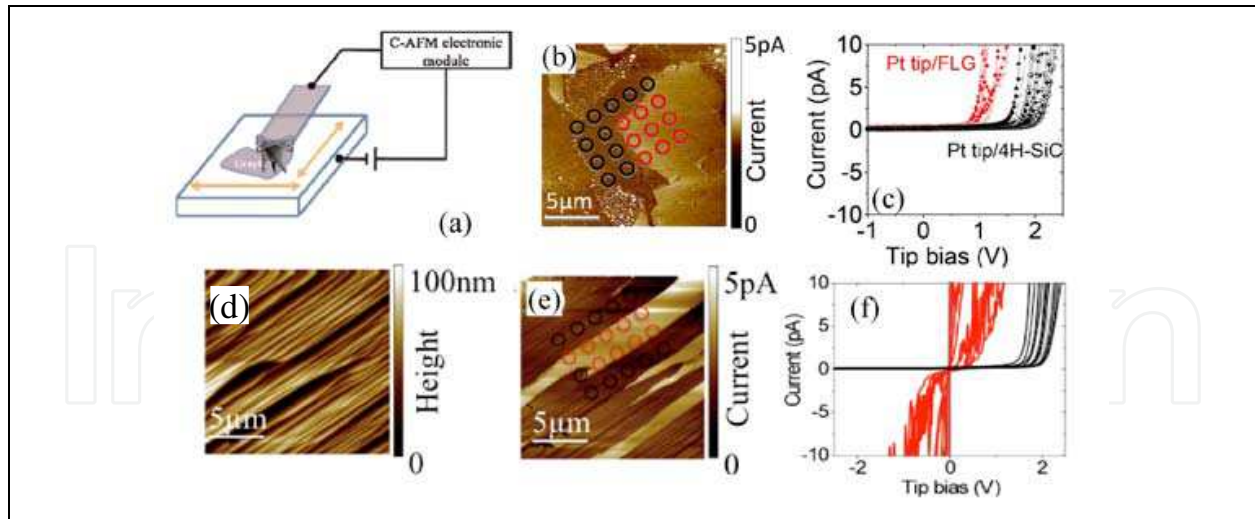 C-AFM electronic
module
(a)
(b)
5pA
Current
0
5μm
Current (pA)
10
5
0
-5
-10
Pt tip/FLG
Pt tip/4H-SiC
(c)
-1
0
1
2
Tip bias (V)
(d)
100nm
Height
0
5μm
(e)
5pA
Current
0
5μm
(f)
Current (pA)
10
5
0
-5
-10
-2
0
2
Tip bias (V)